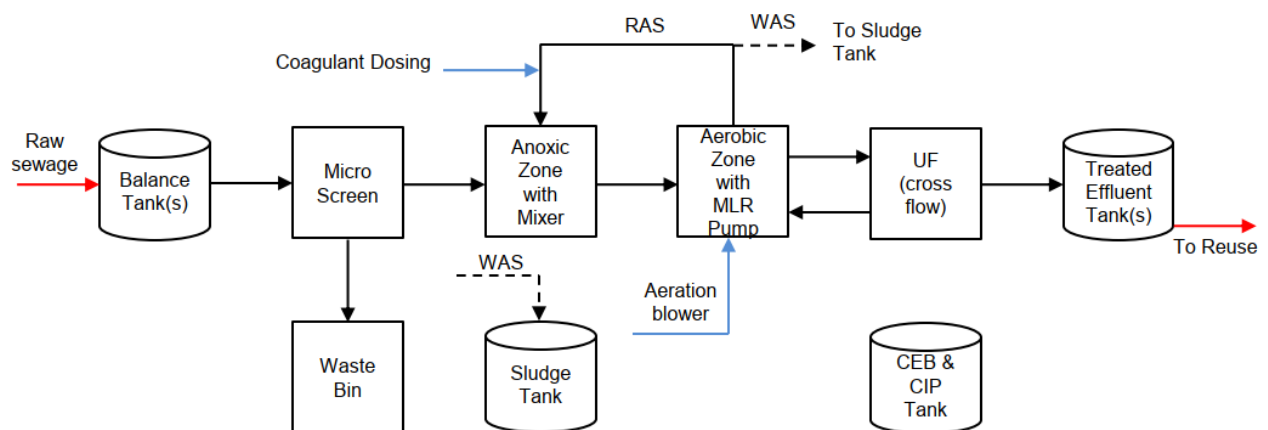 RAS
WAS
To Sludge
Tank
Coagulant Dosing
Raw
sewage
Balance
Tank(s)
Micro
Screen
Anoxic
Zone
with
Mixer
Aerobic
Zone
with
MLR
Pump
UF
(cross
flow)
Treated
Effluent
Tank(s)
To Reuse
WAS
Aeration
blower
Waste
Bin
Sludge
Tank
CEB &
CIP
Tank